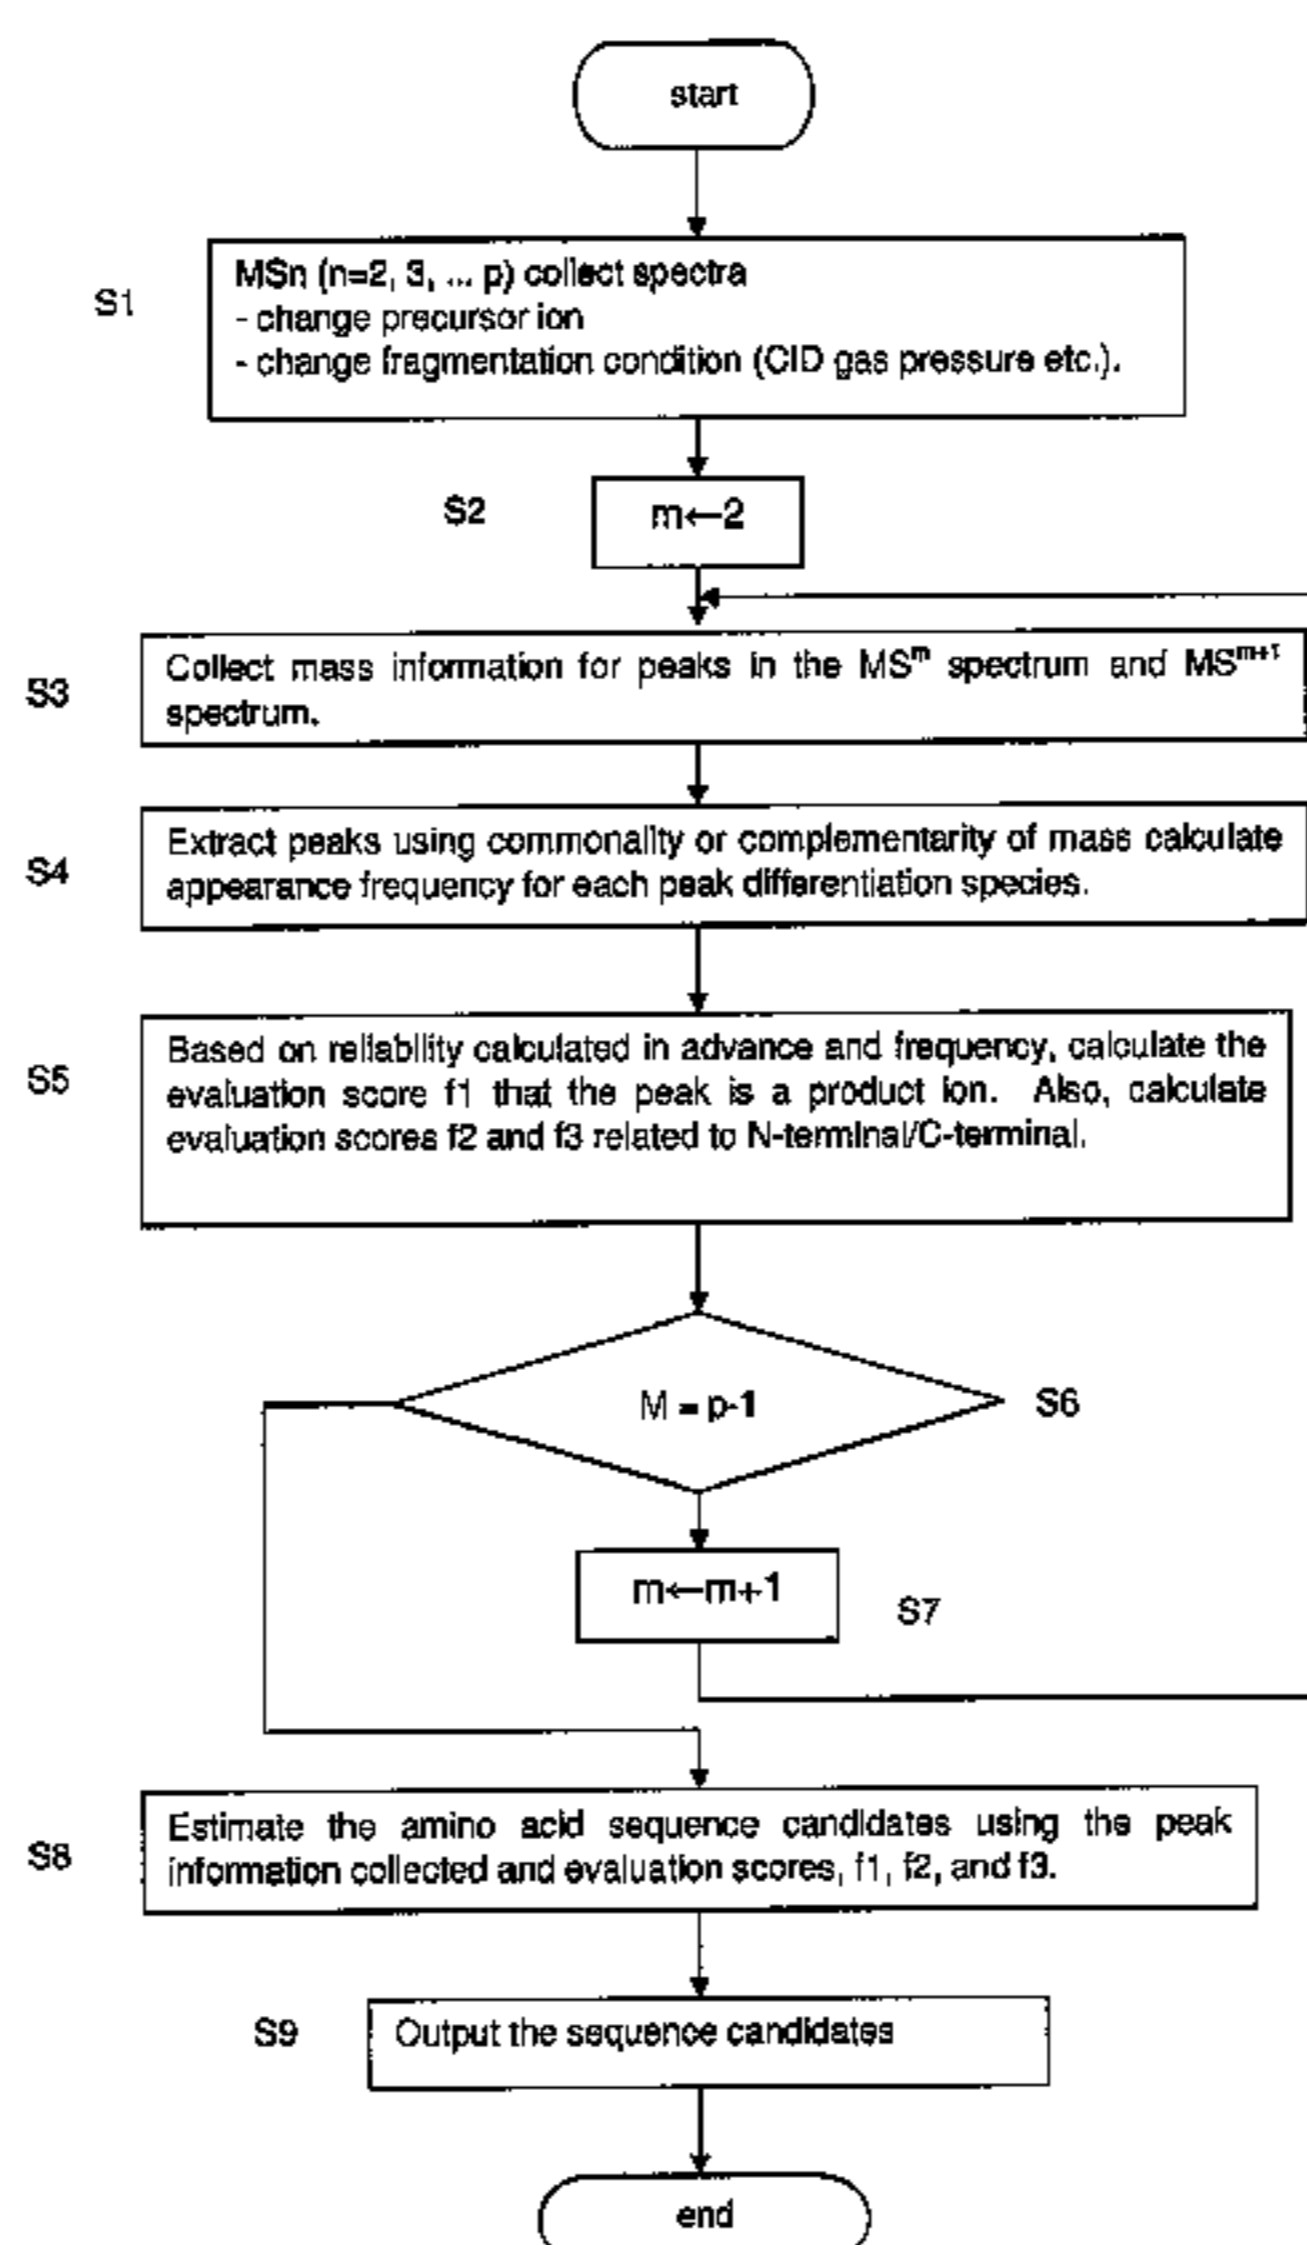 start
S1
MSn (n=2, 3, ... p) collect spectra
- change precursor ion
- change fragmentation condition (CID gas pressure etc.).
S2
m←2
S3
Collect mass information for peaks in the MSᵐ spectrum and MSᵐ⁺¹
spectrum.
S4
Extract peaks using commonality or complementarity of mass calculate
appearance frequency for each peak differentiation species.
S5
Based on reliability calculated in advance and frequency, calculate the
evaluation score f1 that the peak is a product ion. Also, calculate
evaluation scores f2 and f3 related to N-terminal/C-terminal.
M = p-1
S6
m←m+1
S7
S8
Estimate the amino acid sequence candidates using the peak
information collected and evaluation scores, f1, f2, and f3.
S9
Output the sequence candidates
end